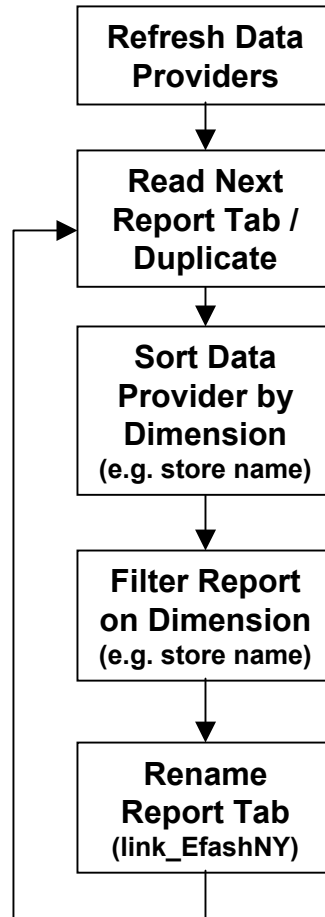 Refresh Data
Providers
Read Next
Report Tab /
Duplicate
Sort Data
Provider by
Dimension
(e.g. store name)
Filter Report
on Dimension
(e.g. store name)
Rename
Report Tab
(link_EfashNY)